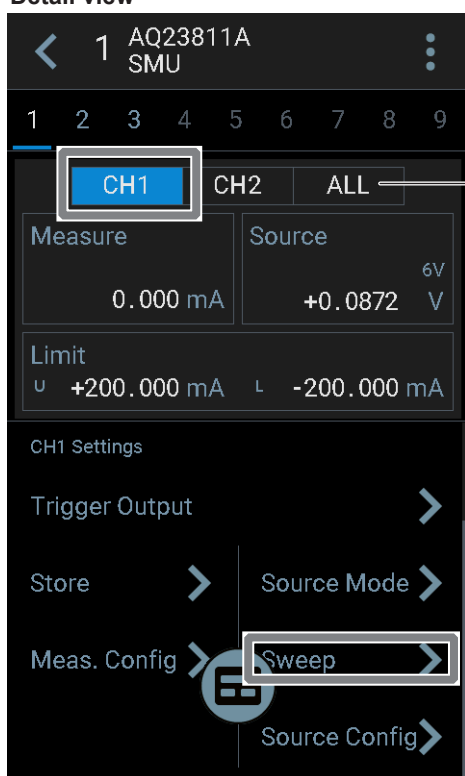 Detail view
1 AQ23811A
SMU
1 2 3 4 5 6 7 8 9
CH1 CH2 ALL
Measure Source
6V
0.000 mA +0.0872 V
Limit
U +200.000 mA L -200.000 mA
CH1 Settings
Trigger Output
Store Source Mode
Meas. Config Sweep
Source Config